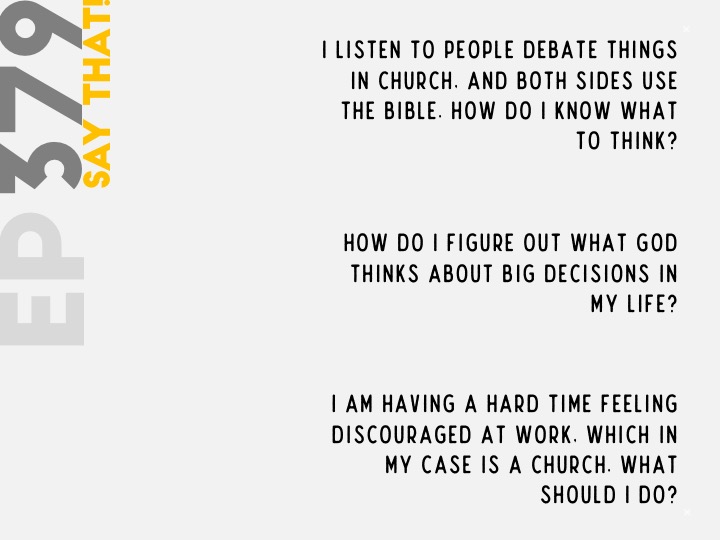 EP 379
SAY THAT!
I LISTEN TO PEOPLE DEBATE THINGS
IN CHURCH. AND BOTH SIDES USE
THE BIBLE. HOW DO I KNOW WHAT
TO THINK?
HOW DO I FIGURE OUT WHAT GOD
THINKS ABOUT BIG DECISIONS IN
MY LIFE?
I AM HAVING A HARD TIME FEELING
DISCOURAGED AT WORK. WHICH IN
MY CASE IS A CHURCH. WHAT
SHOULD I DO?